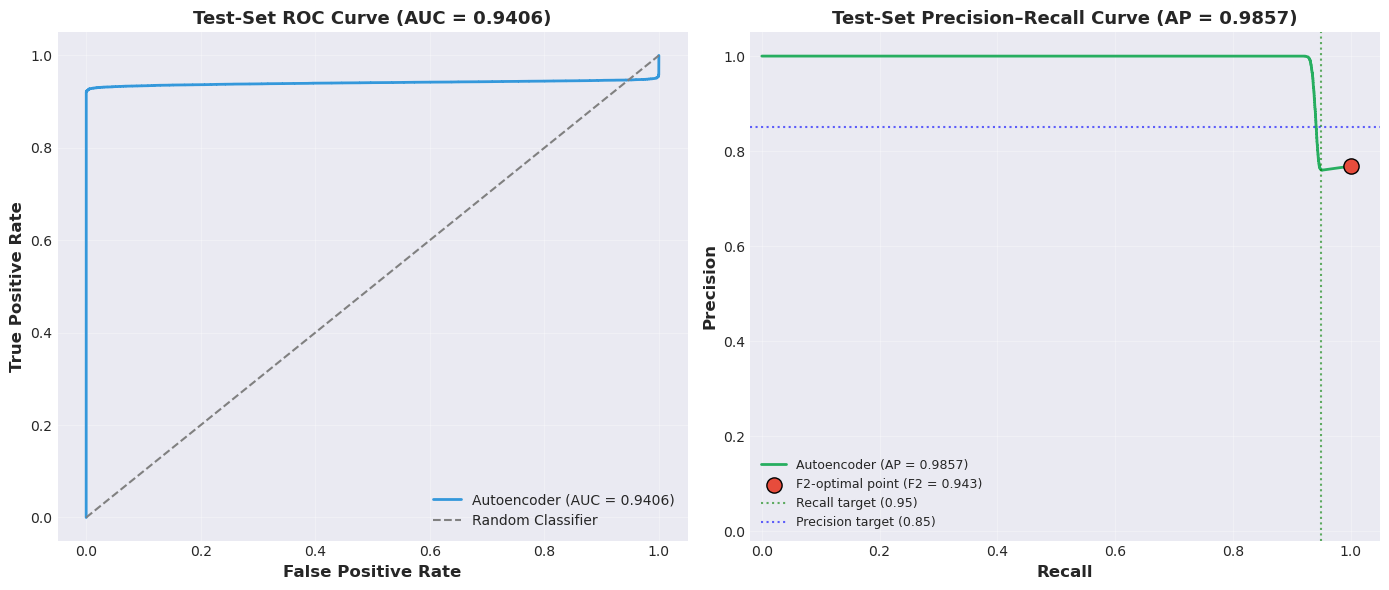 Test-Set ROC Curve (AUC = 0.9406)
1.0
0.8
0.6
0.4
0.2
0.0
True Positive Rate
0.0 0.2 0.4 0.6 0.8 1.0
False Positive Rate
Autoencoder (AUC = 0.9406)
Random Classifier
Test-Set Precision–Recall Curve (AP = 0.9857)
1.0
0.8
0.6
0.4
0.2
0.0
Precision
0.0 0.2 0.4 0.6 0.8 1.0
Recall
Autoencoder (AP = 0.9857)
F2-optimal point (F2 = 0.943)
Recall target (0.95)
Precision target (0.85)